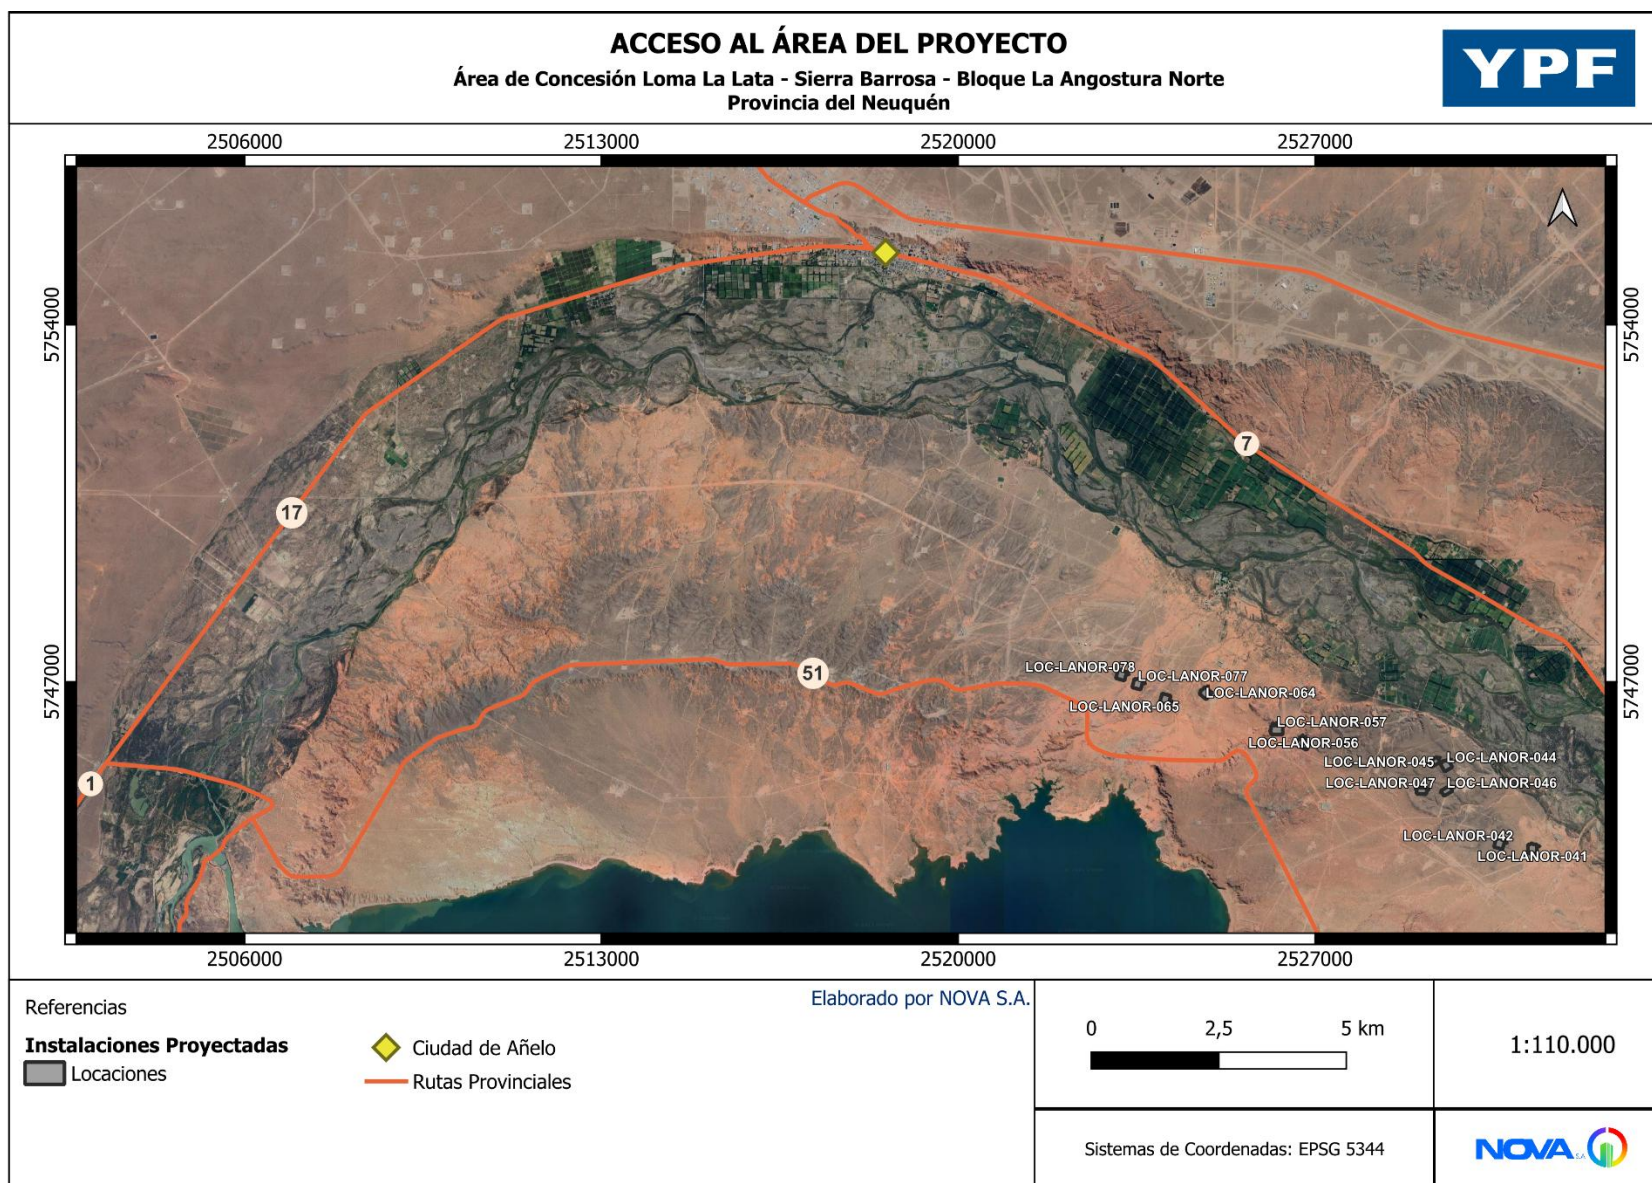 ACCESO AL ÁREA DEL PROYECTO
Área de Concesión Loma La Lata - Sierra Barrosa - Bloque La Angostura Norte
Provincia del Neuquén
YPF
2506000 2513000 2520000 2527000
5754000 5754000
7
17
5747000 5747000
51
1
LOC-LANOR-078
LOC-LANOR-077
LOC-LANOR-064
LOC-LANOR-065
LOC-LANOR-057
LOC-LANOR-056
LOC-LANOR-045
LOC-LANOR-044
LOC-LANOR-047
LOC-LANOR-046
LOC-LANOR-042
LOC-LANOR-041
2506000 2513000 2520000 2527000
Referencias
Elaborado por NOVA S.A.
Instalaciones Proyectadas
Locaciones
Ciudad de Añelo
Rutas Provinciales
0 2,5 5 km
1:110.000
Sistemas de Coordenadas: EPSG 5344
NOVA S.A.